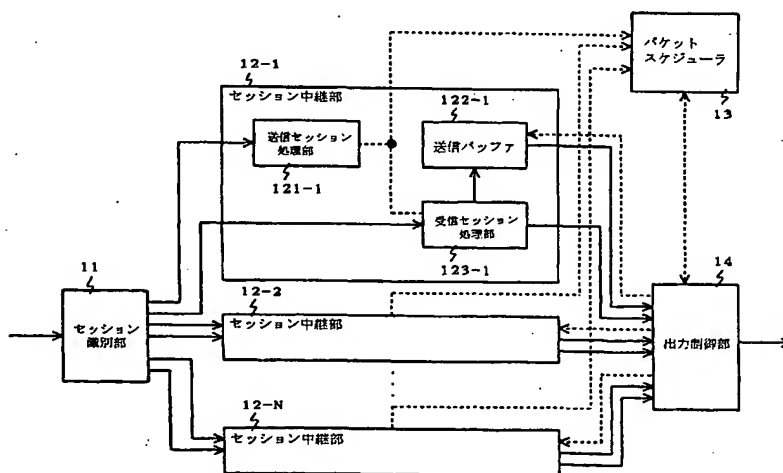 パケット
スケジューラ
13
12-1
セッション中継部
122-1
送信セッション
処理部
121-1
送信バッファ
受信セッション
処理部
123-1
11
セッション
識別部
12-2
セッション中継部
14
出力制御部
12-N
セッション中継部